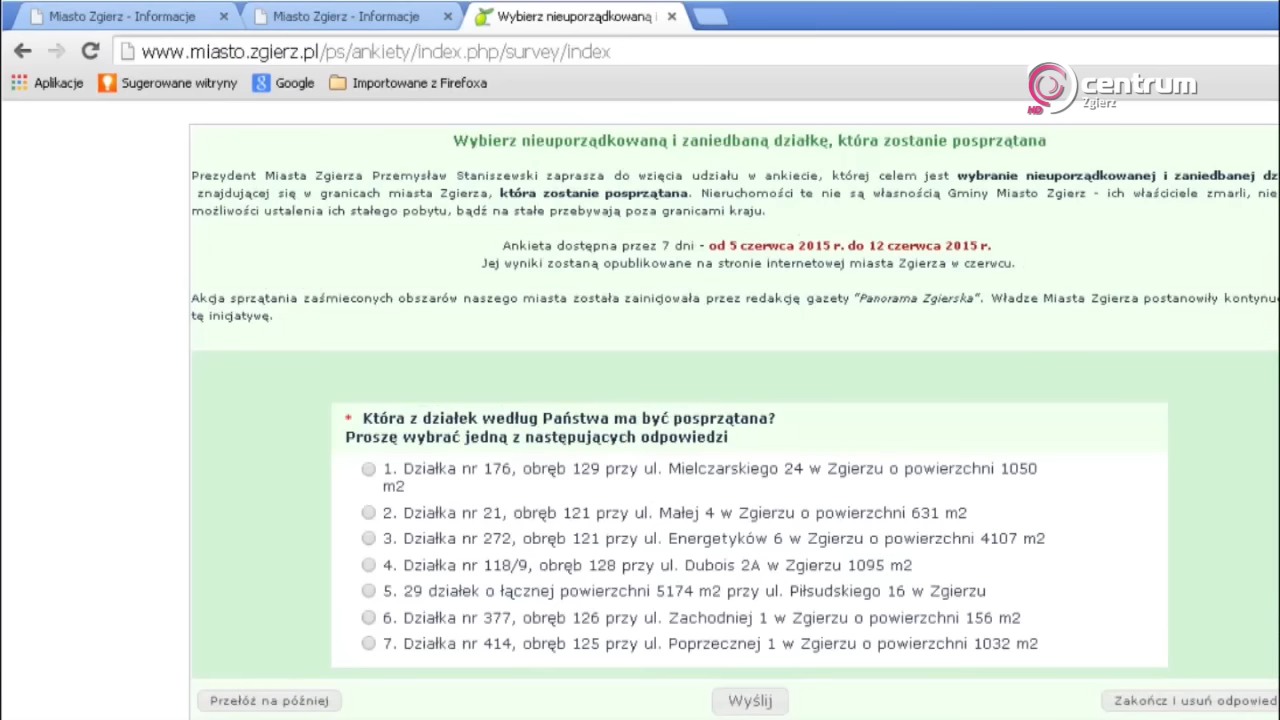 Miasto Zgierz - Informacje
Miasto Zgierz - Informacje
Wybierz nieuporządkowaną i
www.miasto.zgierz.pl/ps/ankiety/index.php/survey/index
Aplikacje Sugerowane witryny Google Importowane z Firefoxa
centrum
HD Zgierz
Wybierz nieuporządkowaną i zaniedbaną działkę, która zostanie posprzątana
Prezydent Miasta Zgierza Przemysław Staniszewski zaprasza do wzięcia udziału w ankiecie, której celem jest wybranie nieuporządkowanej i zaniedbanej dz
znajdującej się w granicach miasta Zgierza, która zostanie posprzątana. Nieruchomości te nie są własnością Gminy Miasto Zgierz - ich właściciele zmarli, nie
możliwości ustalenia ich stałego pobytu, bądź na stałe przebywają poza granicami kraju.
Ankieta dostępna przez 7 dni - od 5 czerwca 2015 r. do 12 czerwca 2015 r.
Jej wyniki zostaną opublikowane na stronie internetowej miasta Zgierza w czerwcu.
Akcja sprzątania zaśmieconych obszarów naszego miasta została zainicjowała przez redakcję gazety "Panorama Zgierska". Władze Miasta Zgierza postanowiły kontynu
tę inicjatywę.
* Która z działek według Państwa ma być posprzątana?
Proszę wybrać jedną z następujących odpowiedzi
1. Działka nr 176, obręb 129 przy ul. Mielczarskiego 24 w Zgierzu o powierzchni 1050
m2
2. Działka nr 21, obręb 121 przy ul. Małej 4 w Zgierzu o powierzchni 631 m2
3. Działka nr 272, obręb 121 przy ul. Energetyków 6 w Zgierzu o powierzchni 4107 m2
4. Działka nr 118/9, obręb 128 przy ul. Dubois 2A w Zgierzu 1095 m2
5. 29 działek o łącznej powierzchni 5174 m2 przy ul. Piłsudskiego 16 w Zgierzu
6. Działka nr 377, obręb 126 przy ul. Zachodniej 1 w Zgierzu o powierzchni 156 m2
7. Działka nr 414, obręb 125 przy ul. Poprzecznej 1 w Zgierzu o powierzchni 1032 m2
Przełóż na później Wyślij Zakończ i usuń odpowied